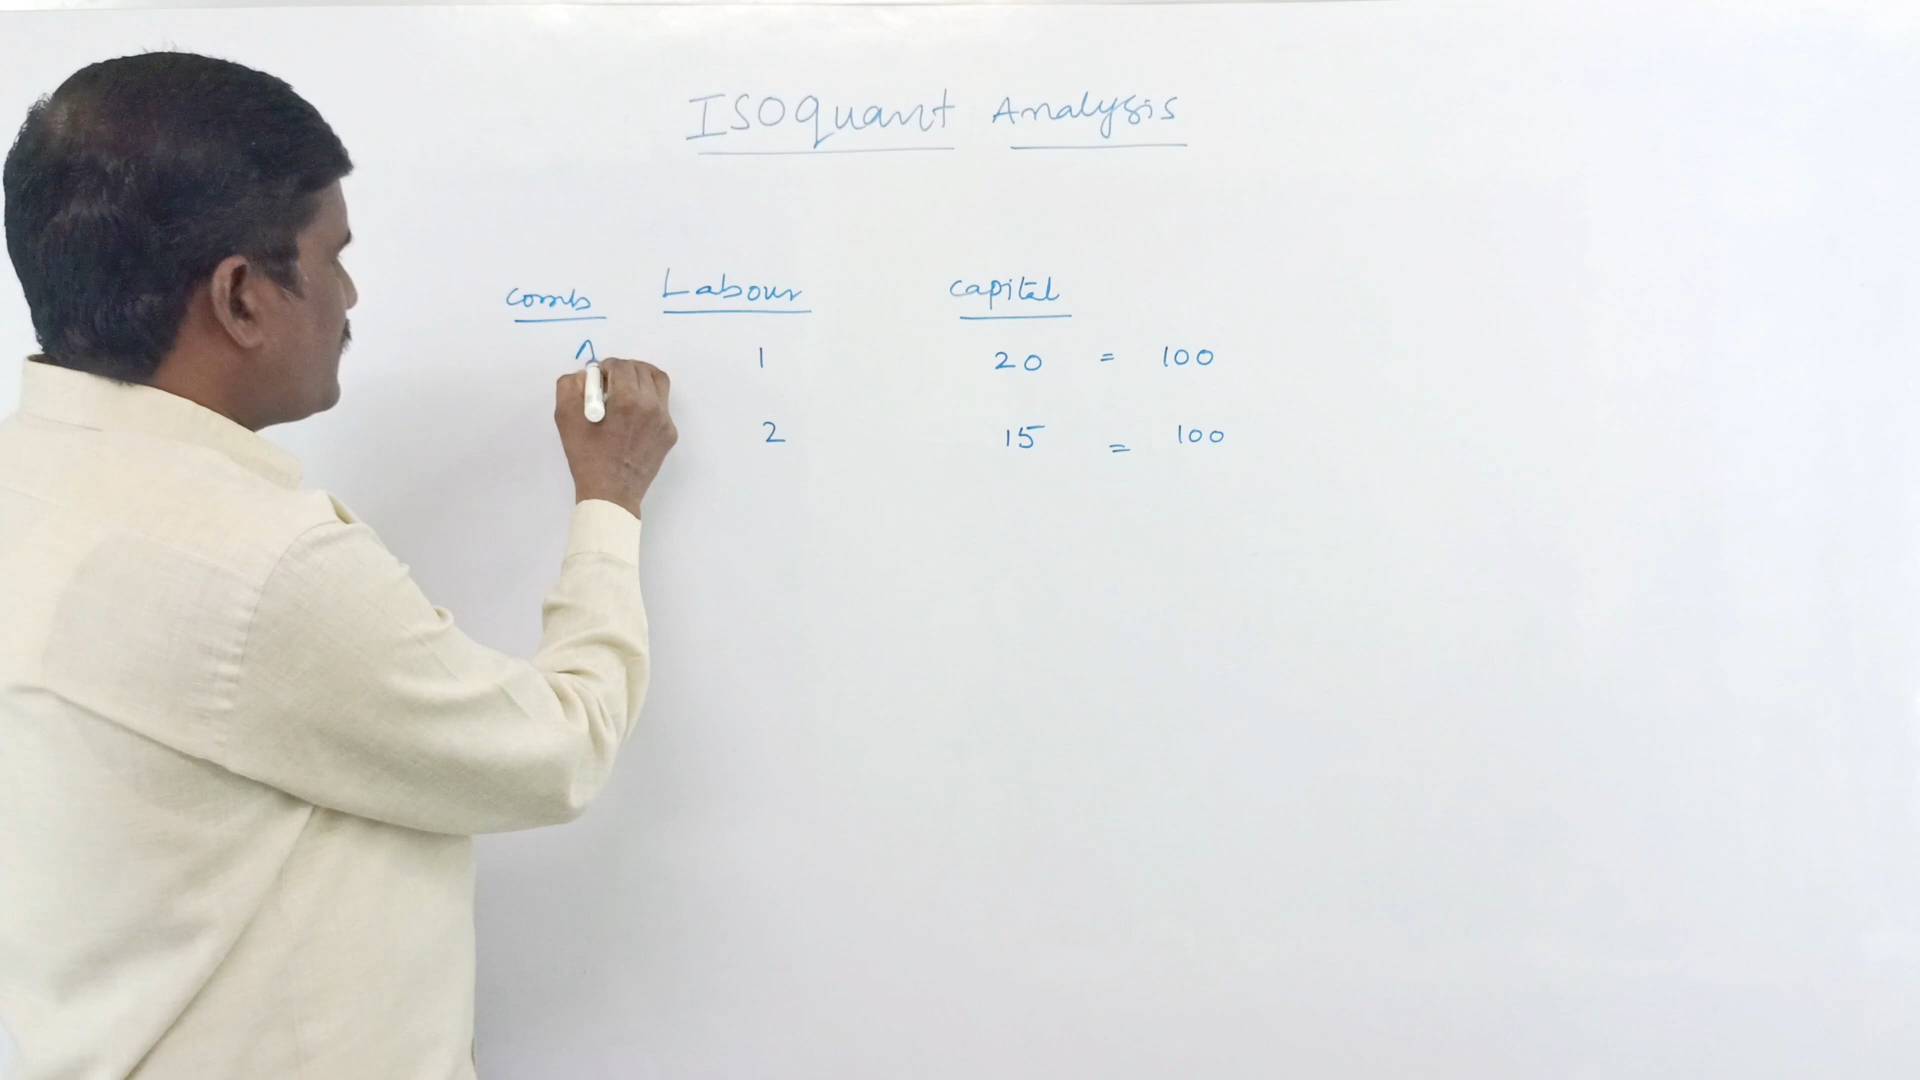 ISOquant Analysis
comb Labour capital
A 1 20 = 100
2 15 = 100